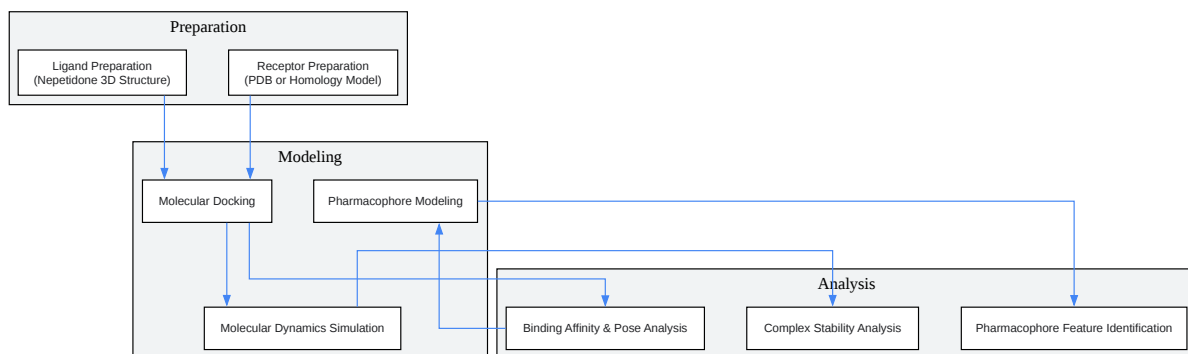 Preparation
Ligand Preparation
(Nepetidone 3D Structure)
Receptor Preparation
(PDB or Homology Model)
Modeling
Molecular Docking
Pharmacophore Modeling
Molecular Dynamics Simulation
Analysis
Binding Affinity & Pose Analysis
Complex Stability Analysis
Pharmacophore Feature Identification